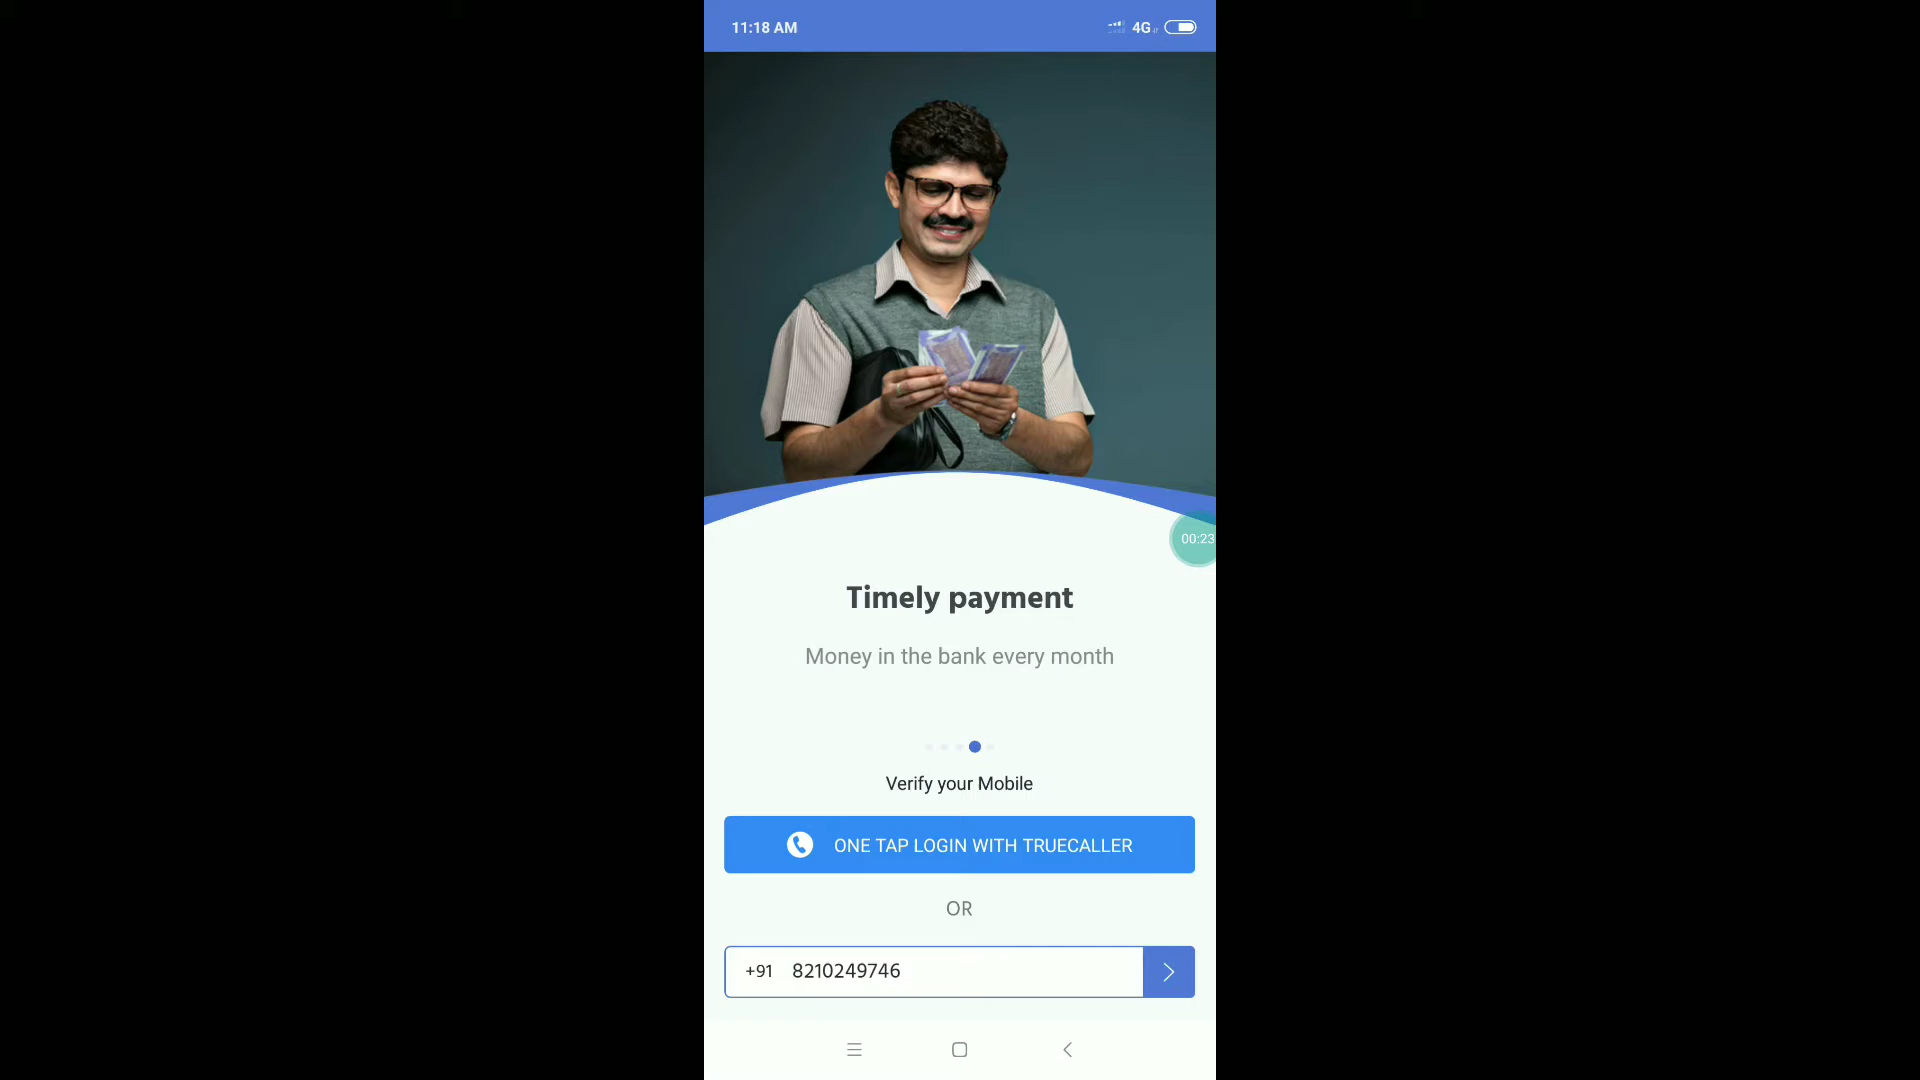 11:18 AM
4G
00:23
Timely payment
Money in the bank every month
Verify your Mobile
ONE TAP LOGIN WITH TRUECALLER
OR
+91 8210249746